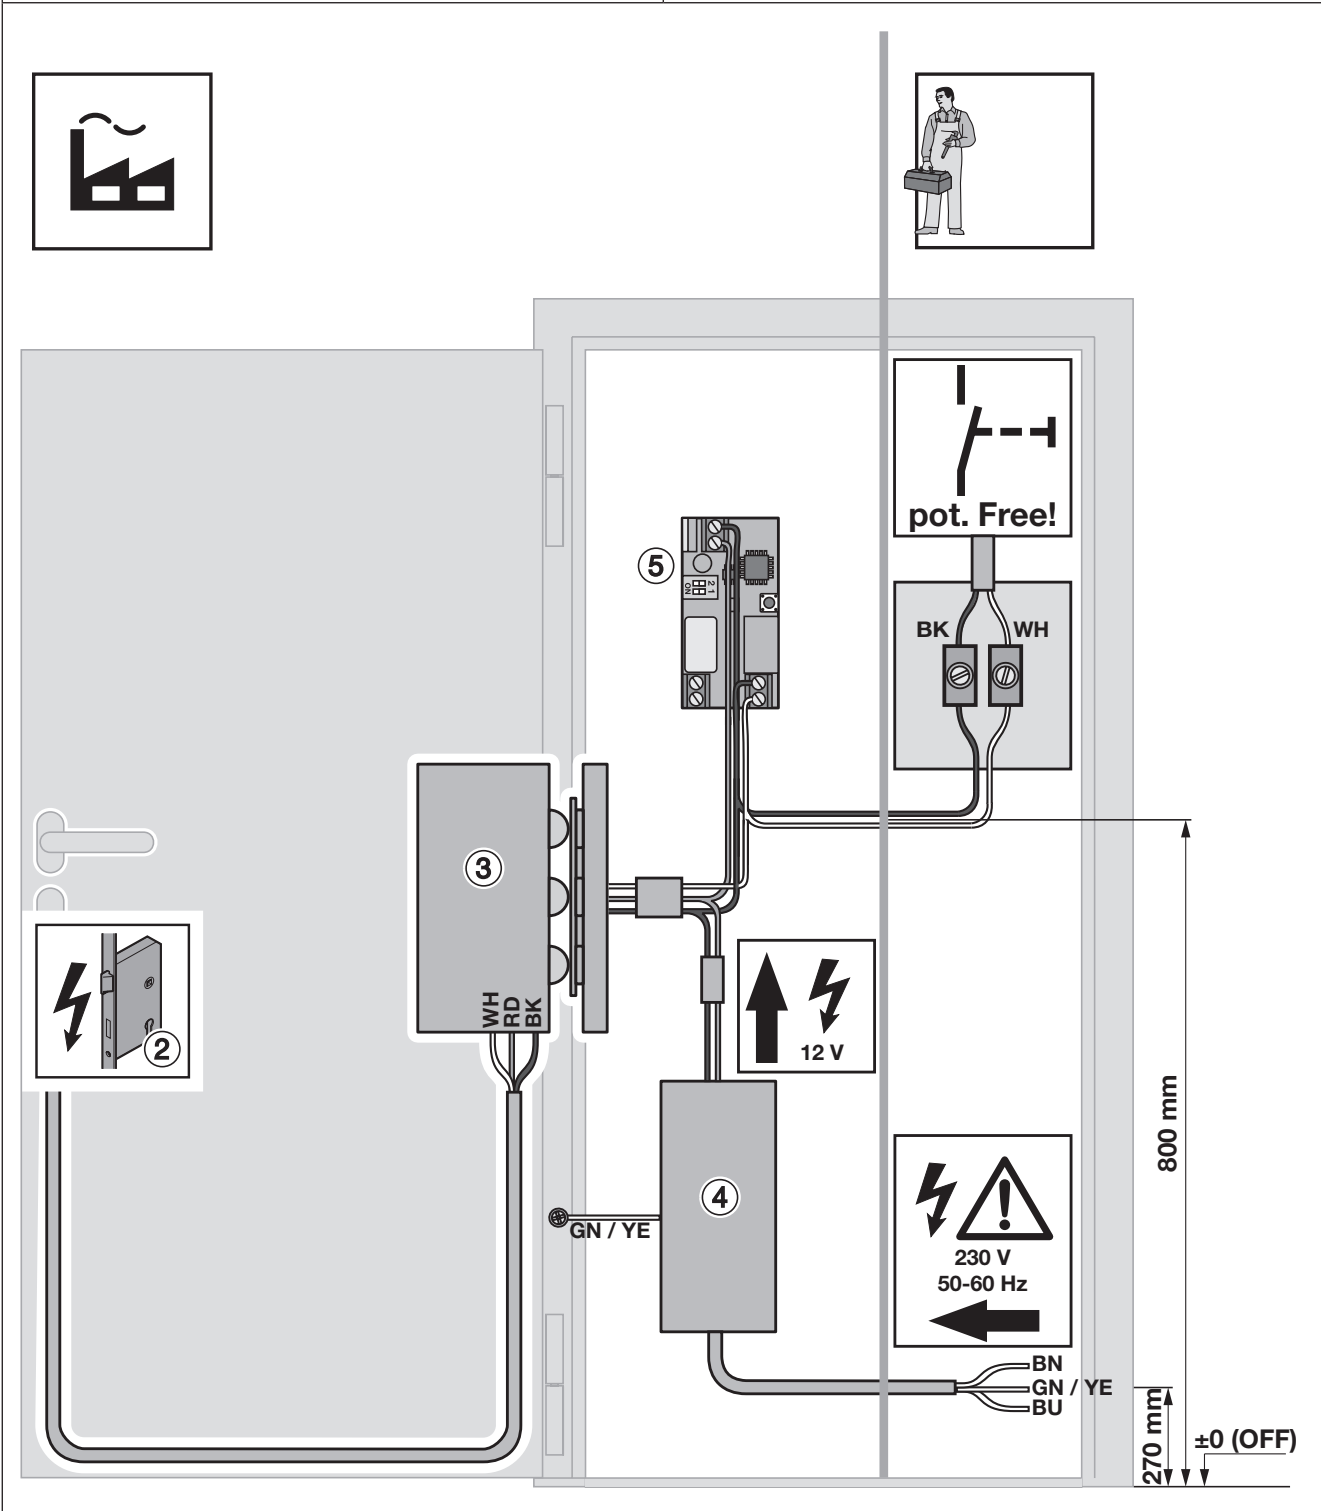 pot. Free!
5
2 1
ON
BK
WH
3
WH
RD
BK
2
12 V
4
GN / YE
230 V
50-60 Hz
BN
GN / YE
BU
800 mm
270 mm
±0 (OFF)